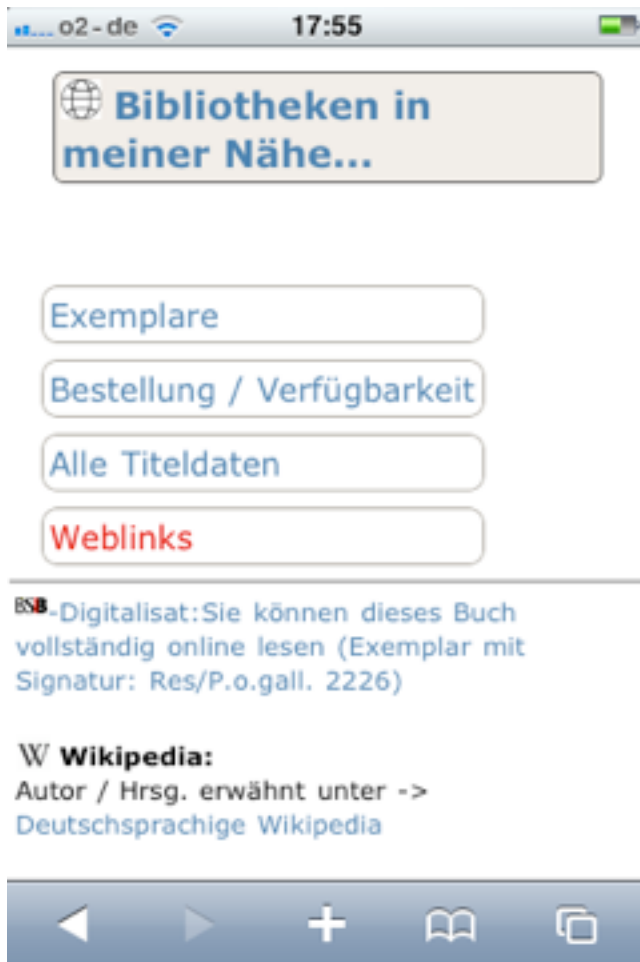 o2-de 17:55
Bibliotheken in
meiner Nähe...
Exemplare
Bestellung / Verfügbarkeit
Alle Titeldaten
Weblinks
BSB-Digitalisat:Sie können dieses Buch
vollständig online lesen (Exemplar mit
Signatur: Res/P.o.gall. 2226)
W Wikipedia:
Autor / Hrsg. erwähnt unter ->
Deutschsprachige Wikipedia